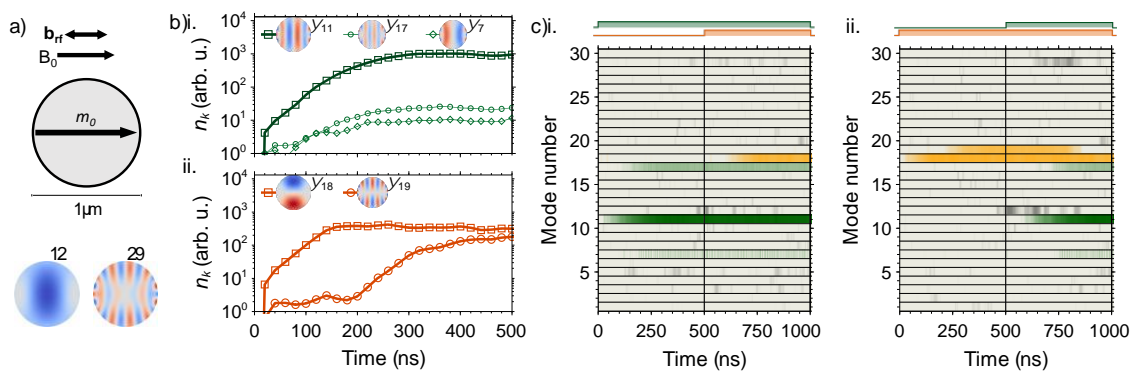 a)
b_rf
B_0
m_0
1μm
12 29
b)i.
n_k (arb. u.)
10^4
10^3
10^2
10^1
10^0
y_11 y_17 y_7
ii.
n_k (arb. u.)
10^4
10^3
10^2
10^1
10^0
y_18 y_19
0 100 200 300 400 500
Time (ns)
c)i.
Mode number
30
25
20
15
10
5
0 250 500 750 1000
Time (ns)
ii.
Mode number
30
25
20
15
10
5
0 250 500 750 1000
Time (ns)